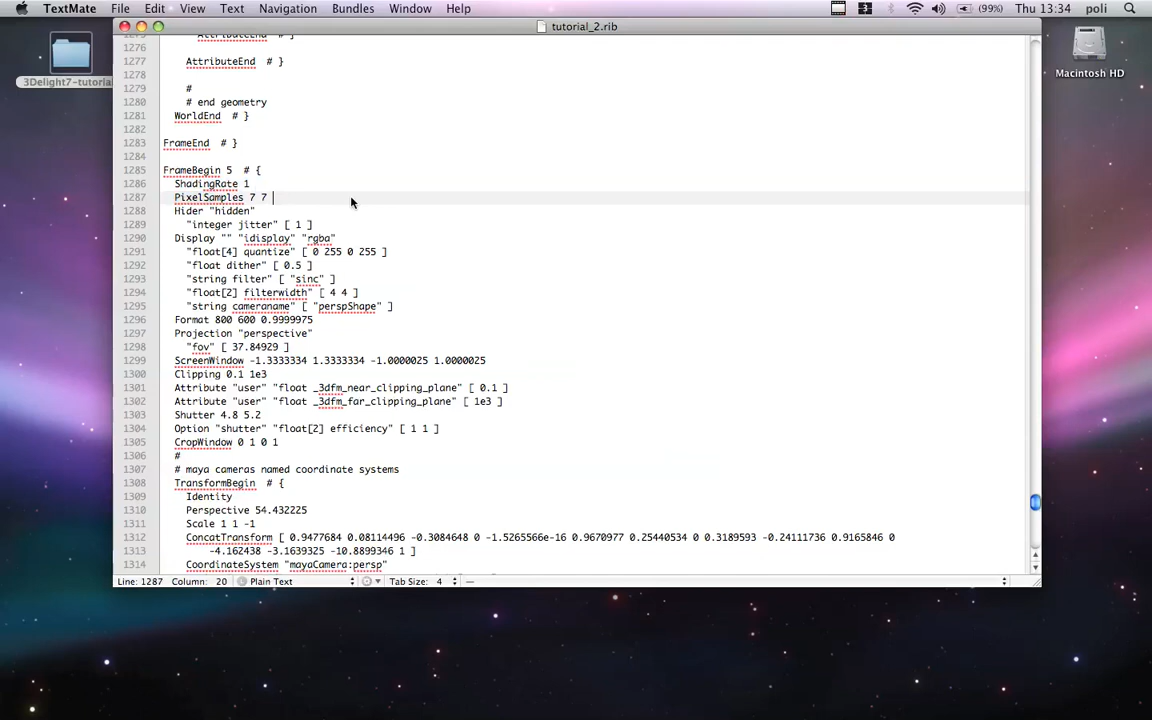 TextMate File Edit View Text Navigation Bundles Window Help (99%) Thu 13:34 poli
tutorial_2.rib
3Delight7-tutorial
Macintosh HD
1276
1277 AttributeEnd # }
1278
1279 #
1280 # end geometry
1281 WorldEnd # }
1282
1283 FrameEnd # }
1284
1285 FrameBegin 5 # {
1286 ShadingRate 1
1287 PixelSamples 7 7
1288 Hider "hidden"
1289 "integer jitter" [ 1 ]
1290 Display "" "idisplay" "rgba"
1291 "float[4] quantize" [ 0 255 0 255 ]
1292 "float dither" [ 0.5 ]
1293 "string filter" [ "sinc" ]
1294 "float[2] filterwidth" [ 4 4 ]
1295 "string cameraname" [ "perspShape" ]
1296 Format 800 600 0.9999975
1297 Projection "perspective"
1298 "fov" [ 37.84929 ]
1299 ScreenWindow -1.3333334 1.3333334 -1.0000025 1.0000025
1300 Clipping 0.1 1e3
1301 Attribute "user" "float _3dfm_near_clipping_plane" [ 0.1 ]
1302 Attribute "user" "float _3dfm_far_clipping_plane" [ 1e3 ]
1303 Shutter 4.8 5.2
1304 Option "shutter" "float[2] efficiency" [ 1 1 ]
1305 CropWindow 0 1 0 1
1306 #
1307 # maya cameras named coordinate systems
1308 TransformBegin # {
1309 Identity
1310 Perspective 54.432225
1311 Scale 1 1 -1
1312 ConcatTransform [ 0.9477684 0.08114496 -0.3084648 0 -1.5265566e-16 0.9670977 0.25440534 0 0.3189593 -0.24111736 0.9165846 0
1313 -4.162438 -3.1639325 -10.8899346 1 ]
1314 CoordinateSystem "mayaCamera:persp"
Line: 1287 Column: 20 Plain Text Tab Size: 4 —